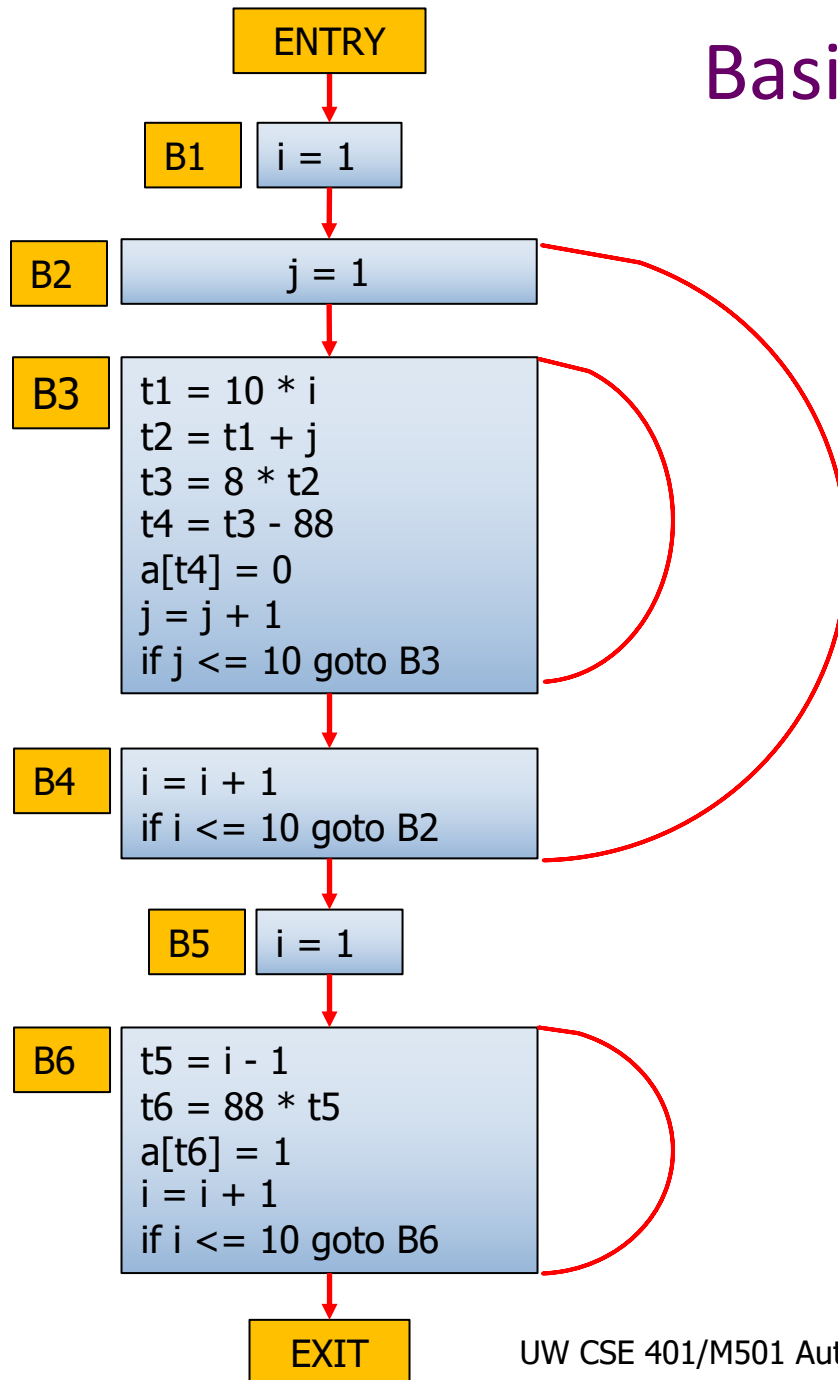 ENTRY
Basi
B1
i = 1
B2
j = 1
B3
t1 = 10 * i
t2 = t1 + j
t3 = 8 * t2
t4 = t3 - 88
a[t4] = 0
j = j + 1
if j <= 10 goto B3
B4
i = i + 1
if i <= 10 goto B2
B5
i = 1
B6
t5 = i - 1
t6 = 88 * t5
a[t6] = 1
i = i + 1
if i <= 10 goto B6
EXIT
UW CSE 401/M501 Aut